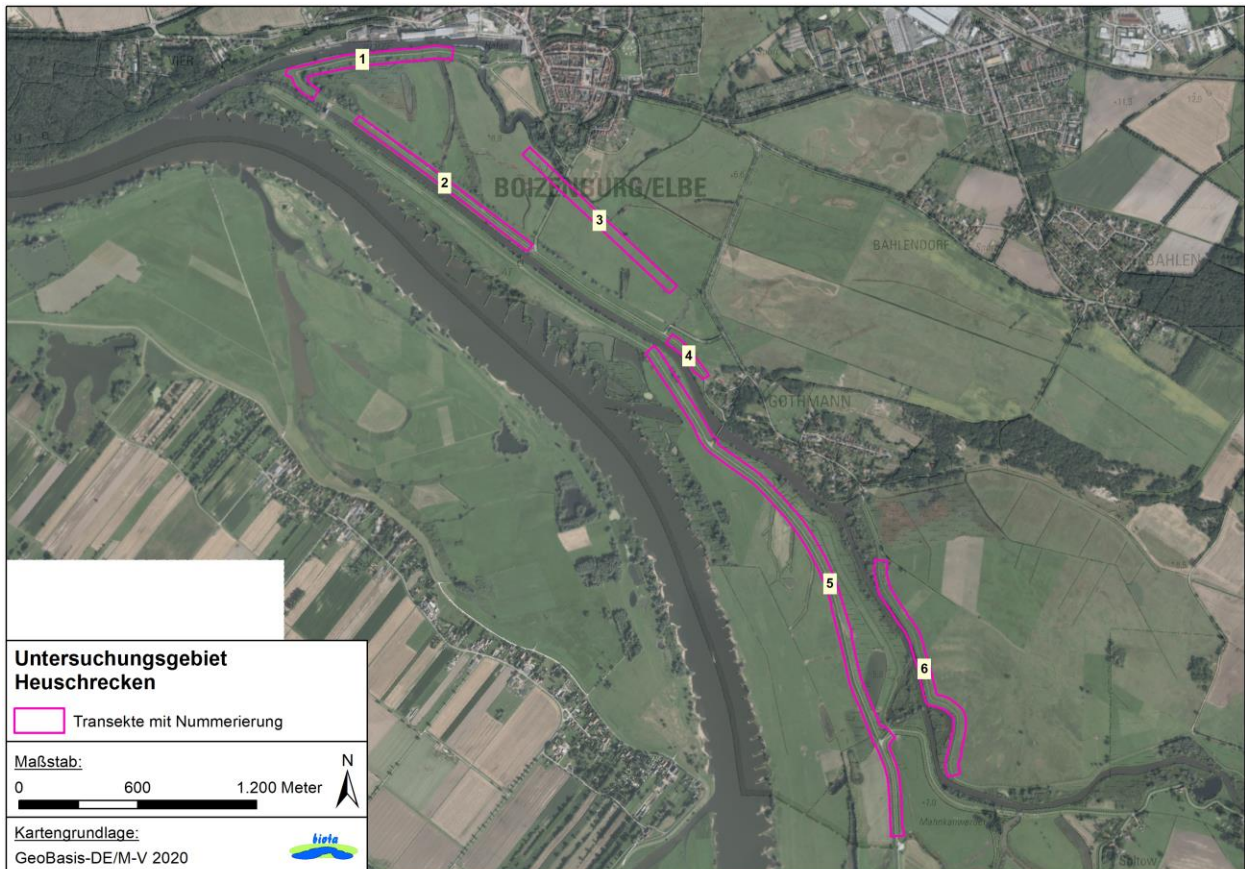 1
2
3
BOIZENBURG/ELBE
BAHLENDORF
BAHLEN
4
GOTHMANN
5
6
Untersuchungsgebiet
Heuschrecken
Transekte mit Nummerierung
Maßstab:
0 600 1.200 Meter
N
Kartengrundlage:
GeoBasis-DE/M-V 2020
biota